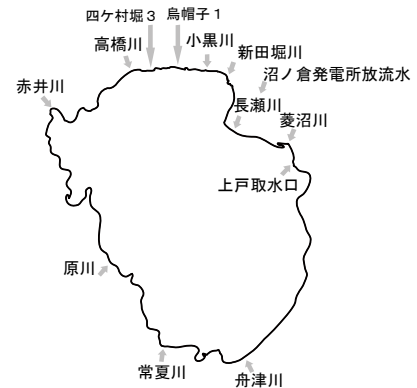 四ケ村堀3 烏帽子1
高橋川 小黒川
新田堀川
沼ノ倉発電所放流水
赤井川
長瀬川
菱沼川
上戸取水口
原川
常夏川
舟津川